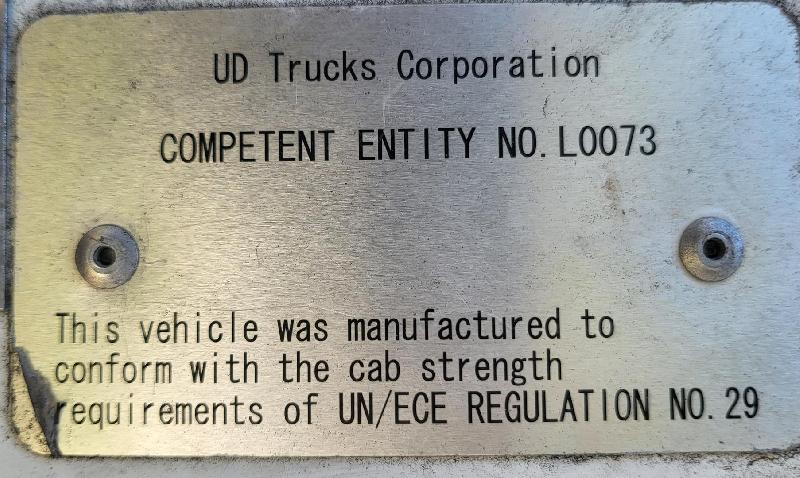 UD Trucks Corporation
COMPETENT ENTITY NO. L0073
This vehicle was manufactured to
conform with the cab strength
requirements of UN/ECE REGULATION NO. 29